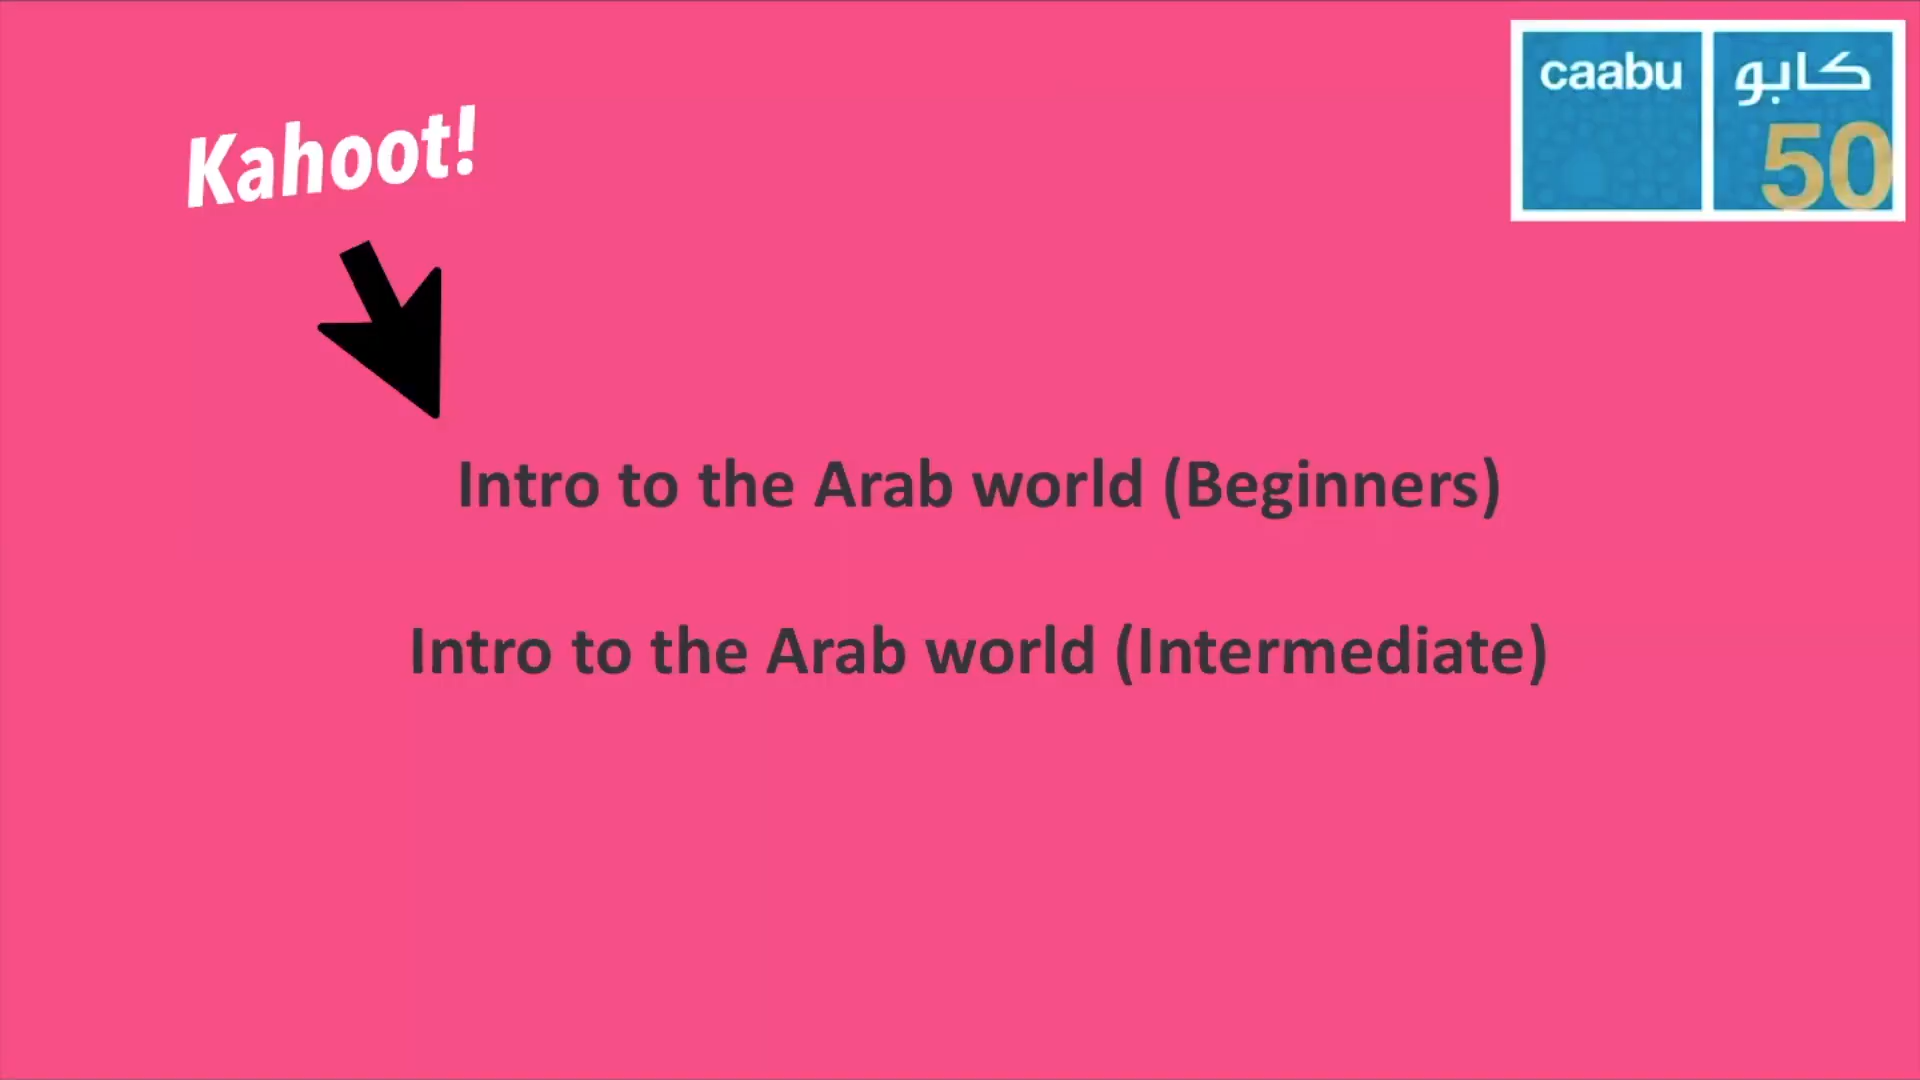 caabu
كابو
50
Kahoot!
Intro to the Arab world (Beginners)
Intro to the Arab world (Intermediate)